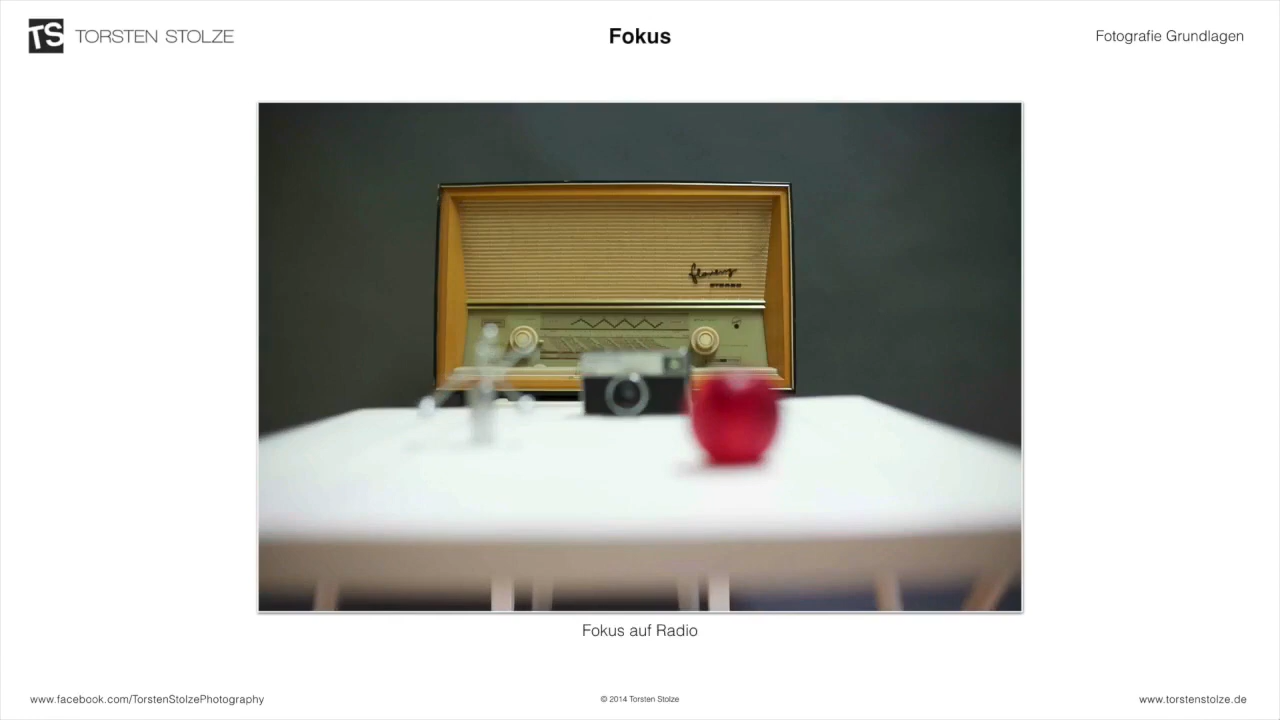 TS TORSTEN STOLZE
Fokus
Fotografie Grundlagen
STEREO
Fokus auf Radio
www.facebook.com/TorstenStolzePhotography
© 2014 Torsten Stolze
www.torstenstolze.de